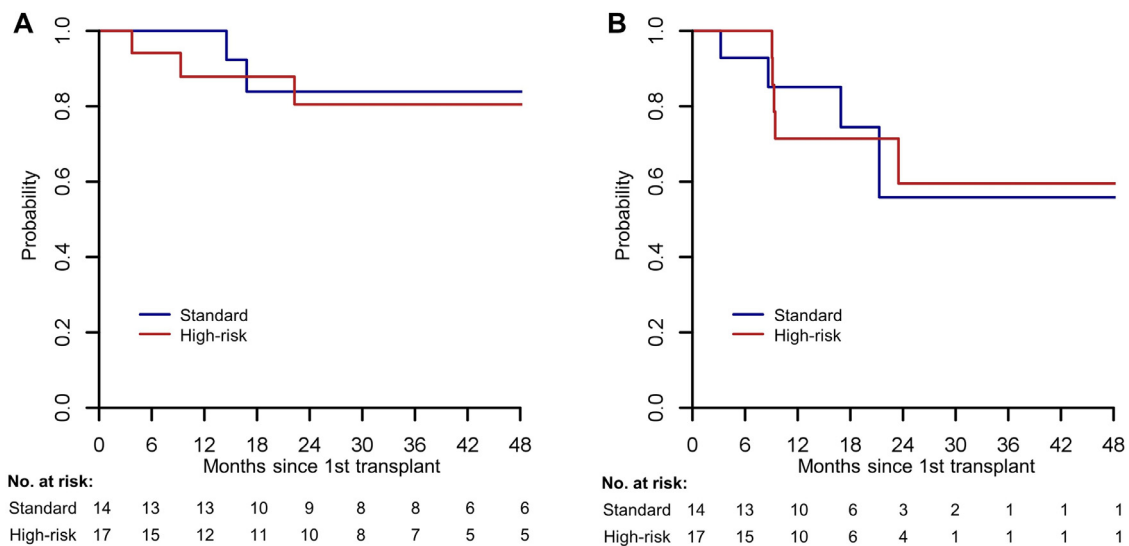 A
Probability
1.0
0.8
0.6
0.4
0.2
0.0
Standard
High-risk
0 6 12 18 24 30 36 42 48
Months since 1st transplant
No. at risk:
Standard 14 13 13 10 9 8 8 6 6
High-risk 17 15 12 11 10 8 7 5 5
B
Probability
1.0
0.8
0.6
0.4
0.2
0.0
Standard
High-risk
0 6 12 18 24 30 36 42 48
Months since 1st transplant
No. at risk:
Standard 14 13 10 6 3 2 1 1 1
High-risk 17 15 10 6 4 1 1 1 1